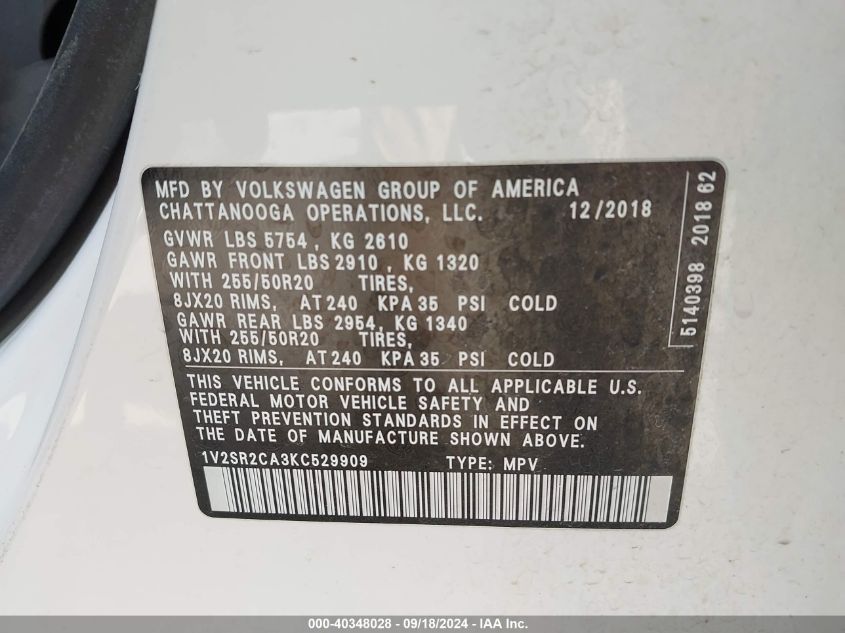 MFD BY VOLKSWAGEN GROUP OF AMERICA
CHATTANOOGA OPERATIONS, LLC. 12/2018
GVWR LBS 5754 , KG 2610
GAWR FRONT LBS 2910 , KG 1320
WITH 255/50R20 TIRES,
8JX20 RIMS, AT 240 KPA 35 PSI COLD
GAWR REAR LBS 2954, KG 1340
WITH 255/50R20 TIRES,
8JX20 RIMS, AT 240 KPA 35 PSI COLD
THIS VEHICLE CONFORMS TO ALL APPLICABLE U.S.
FEDERAL MOTOR VEHICLE SAFETY AND
THEFT PREVENTION STANDARDS IN EFFECT ON
THE DATE OF MANUFACTURE SHOWN ABOVE.
1V2SR2CA3KC529909 TYPE: MPV
5140398 2018 62
000-40348028 - 09/18/2024 - IAA Inc.